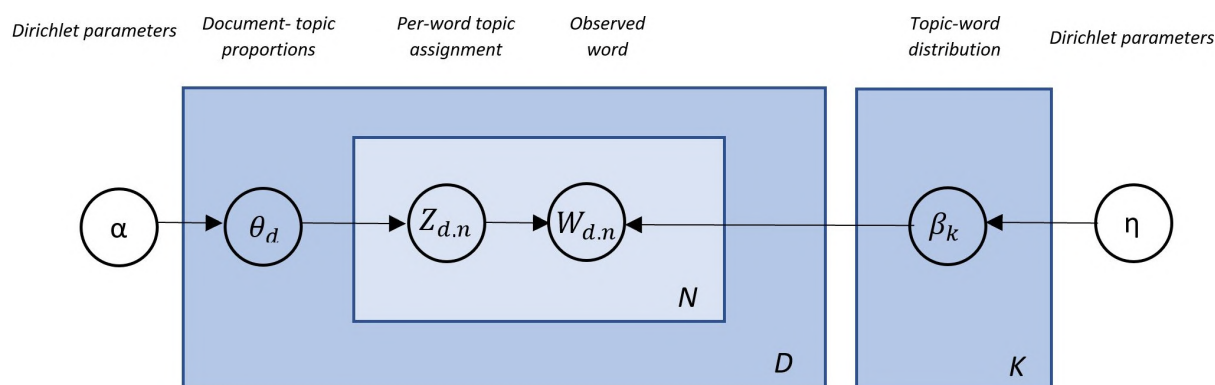 Dirichlet parameters
Document- topic
proportions
Per-word topic
assignment
Observed
word
Topic-word
distribution
Dirichlet parameters
α
θd
Zd.n
Wd.n
βk
η
N
D
K